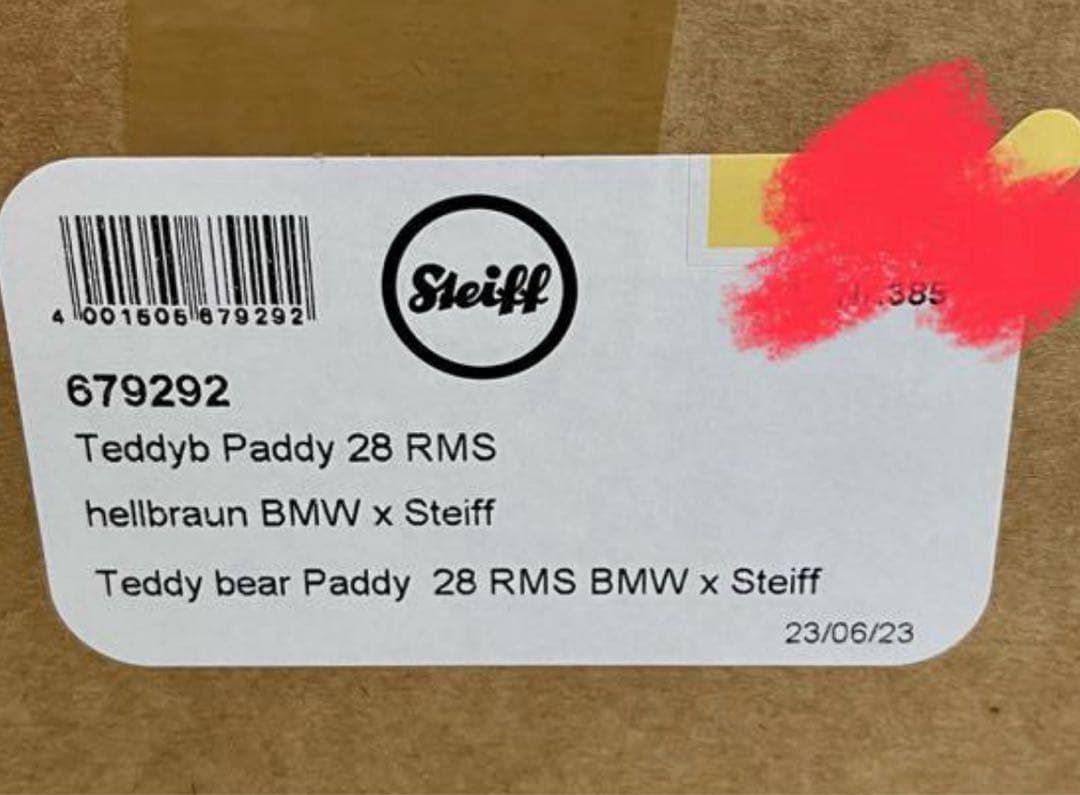 Steiff
385
4 001505 679292
679292
Teddyb Paddy 28 RMS
hellbraun BMW x Steiff
Teddy bear Paddy 28 RMS BMW x Steiff
23/06/23